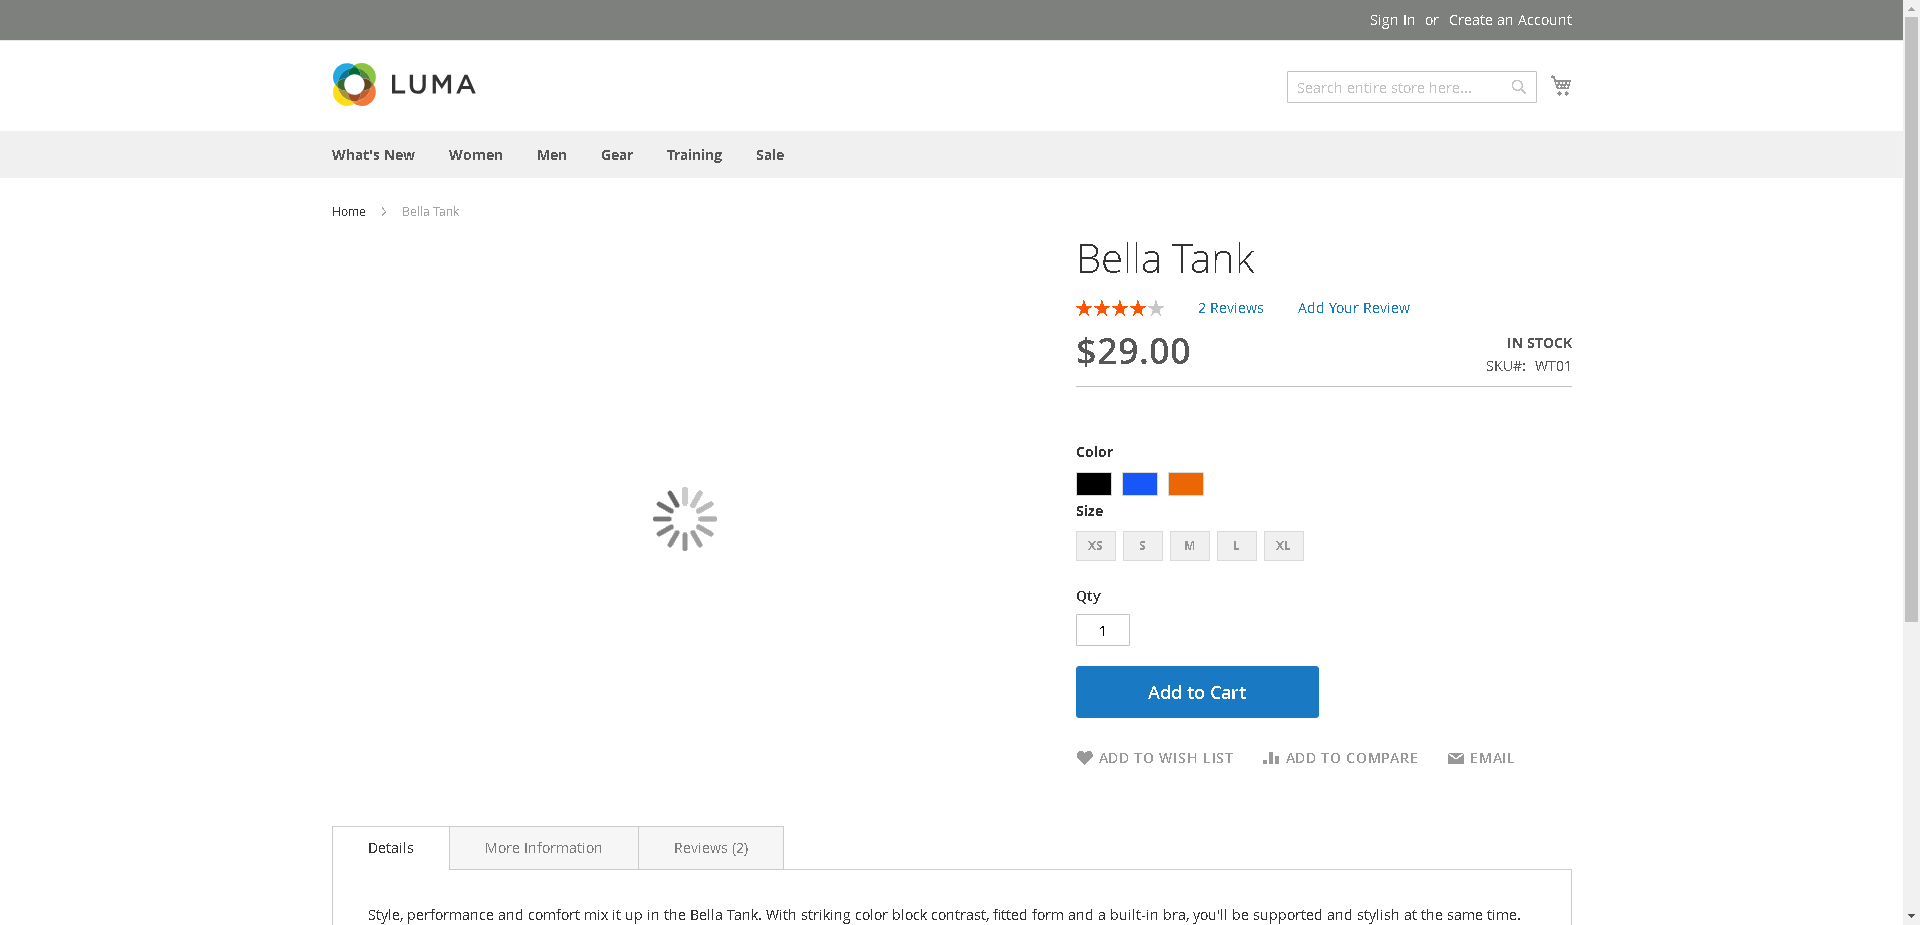 Sign In or Create an Account
LUMA
Search entire store here...
What's New Women Men Gear Training Sale
Home Bella Tank
Bella Tank
2 Reviews Add Your Review
$29.00
IN STOCK
SKU#: WT01
Color
Size
XS S M L XL
Qty
1
Add to Cart
ADD TO WISH LIST ADD TO COMPARE EMAIL
Details More Information Reviews (2)
Style, performance and comfort mix it up in the Bella Tank. With striking color block contrast, fitted form and a built-in bra, you'll be supported and stylish at the same time.